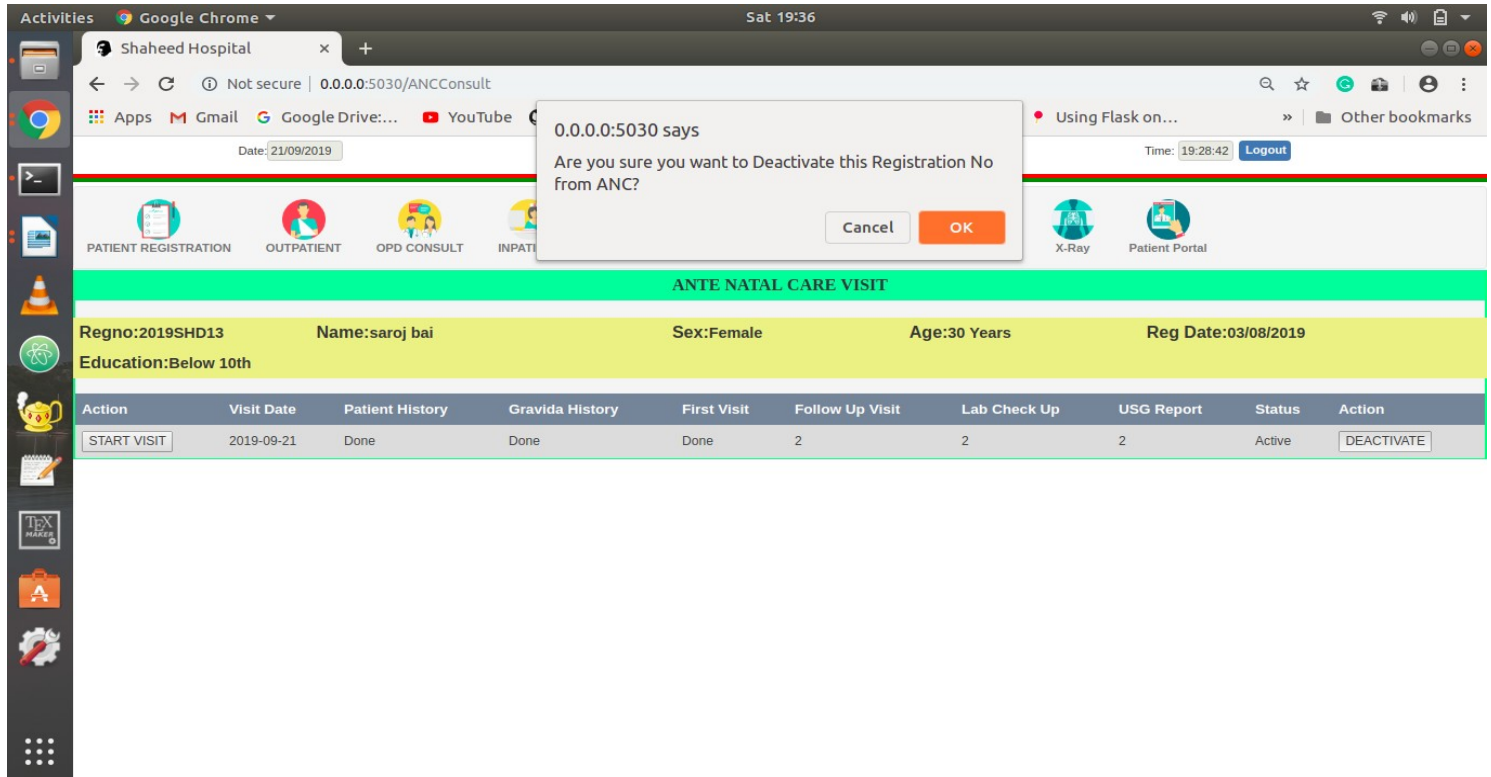 Activities Google Chrome Sat 19:36
Shaheed Hospital
Not secure 0.0.0.0:5030/ANCConsult
Apps Gmail Google Drive:... YouTube Using Flask on... » Other bookmarks
0.0.0.0:5030 says
Are you sure you want to Deactivate this Registration No
from ANC?
Cancel OK
Date: 21/09/2019 Time: 19:28:42 Logout
PATIENT REGISTRATION OUTPATIENT OPD CONSULT INPATI X-Ray Patient Portal
ANTE NATAL CARE VISIT
Regno:2019SHD13 Name:saroj bai Sex:Female Age:30 Years Reg Date:03/08/2019
Education:Below 10th
Action Visit Date Patient History Gravida History First Visit Follow Up Visit Lab Check Up USG Report Status Action
START VISIT 2019-09-21 Done Done Done 2 2 2 Active DEACTIVATE
TEX
MAKER